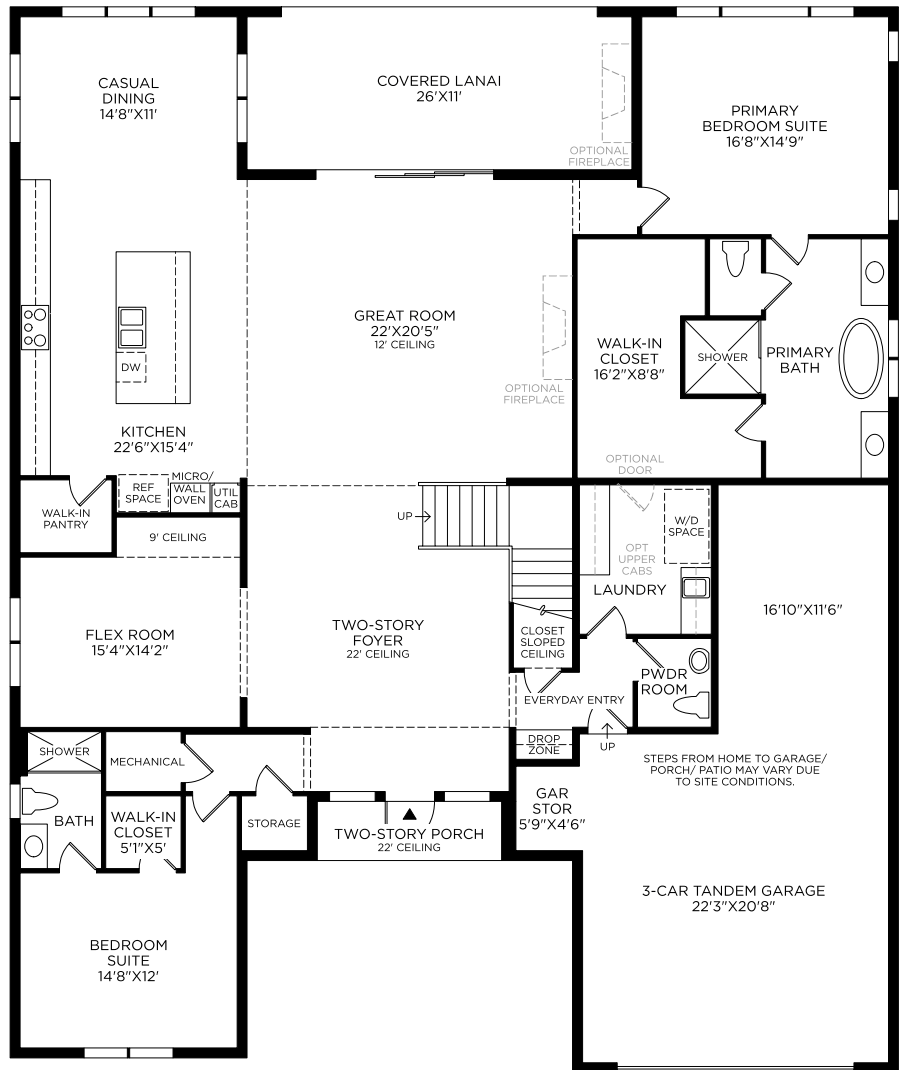 CASUAL
DINING
14'8"X11'
COVERED LANAI
26'X11'
OPTIONAL
FIREPLACE
PRIMARY
BEDROOM SUITE
16'8"X14'9"
GREAT ROOM
22'X20'5"
12' CEILING
OPTIONAL
FIREPLACE
WALK-IN
CLOSET
16'2"X8'8"
SHOWER
PRIMARY
BATH
DW
KITCHEN
22'6"X15'4"
OPTIONAL
DOOR
WALK-IN
PANTRY
REF
SPACE
MICRO/
WALL
OVEN
UTIL
CAB
9' CEILING
UP
W/D
SPACE
OPT
UPPER
CABS
LAUNDRY
16'10"X11'6"
FLEX ROOM
15'4"X14'2"
TWO-STORY
FOYER
22' CEILING
CLOSET
SLOPED
CEILING
PWDR
ROOM
EVERYDAY ENTRY
UP
DROP
ZONE
STEPS FROM HOME TO GARAGE/
PORCH/ PATIO MAY VARY DUE
TO SITE CONDITIONS.
SHOWER
MECHANICAL
BATH
WALK-IN
CLOSET
5'1"X5'
STORAGE
TWO-STORY PORCH
22' CEILING
GAR
STOR
5'9"X4'6"
3-CAR TANDEM GARAGE
22'3"X20'8"
BEDROOM
SUITE
14'8"X12'